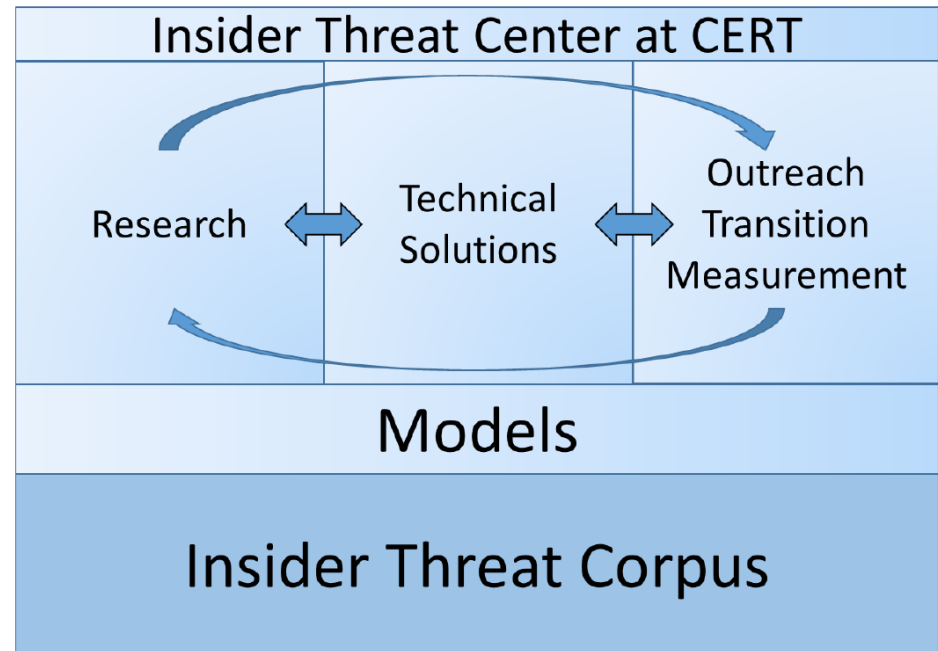 Insider Threat Center at CERT
Research
Technical
Solutions
Outreach
Transition
Measurement
Models
Insider Threat Corpus